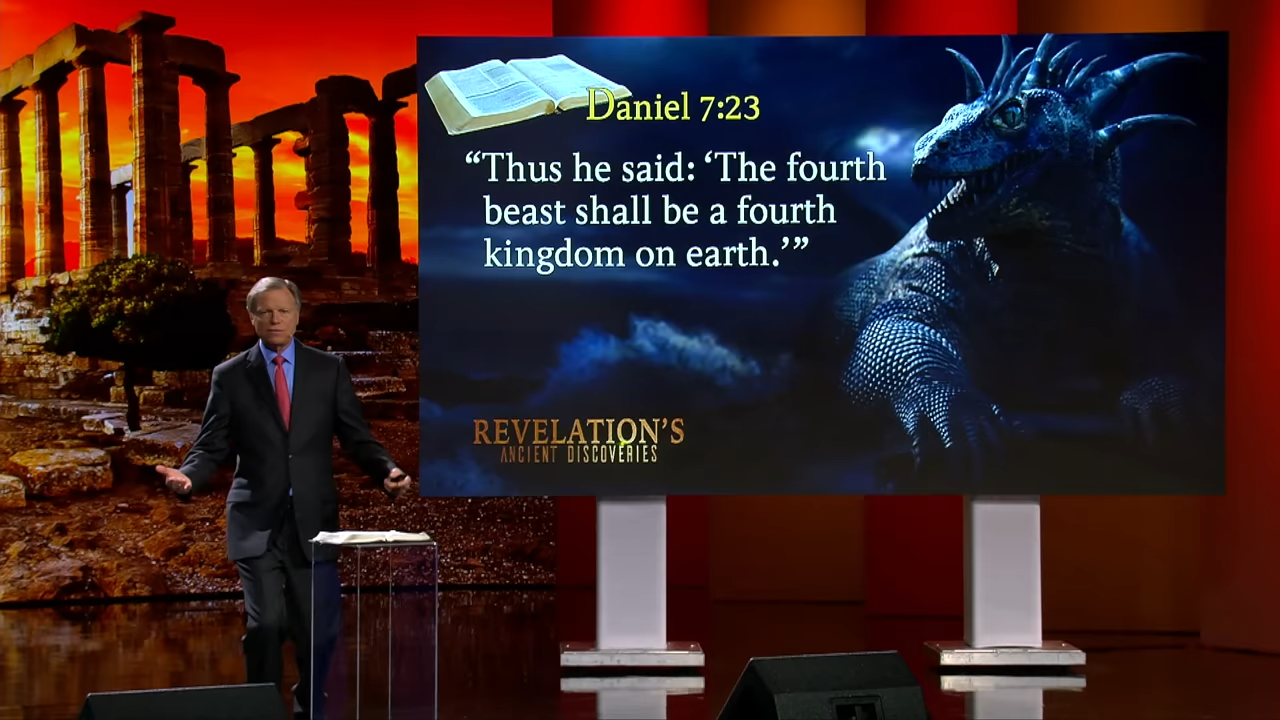 Daniel 7:23
“Thus he said: ‘The fourth
beast shall be a fourth
kingdom on earth.’”
REVELATION'S
ANCIENT DISCOVERIES